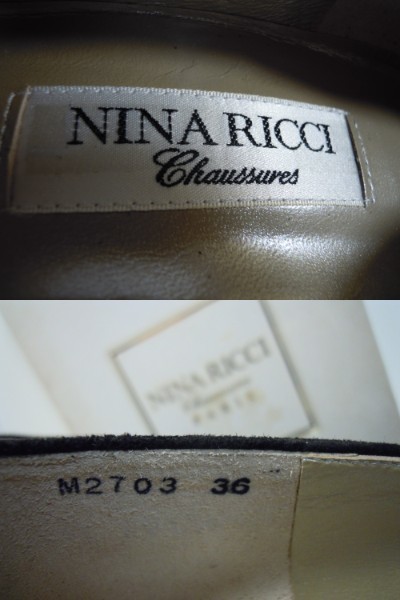 NINA RICCI
Chaussures
NINA RICCI
Chaussures
PARIS
M2703 36